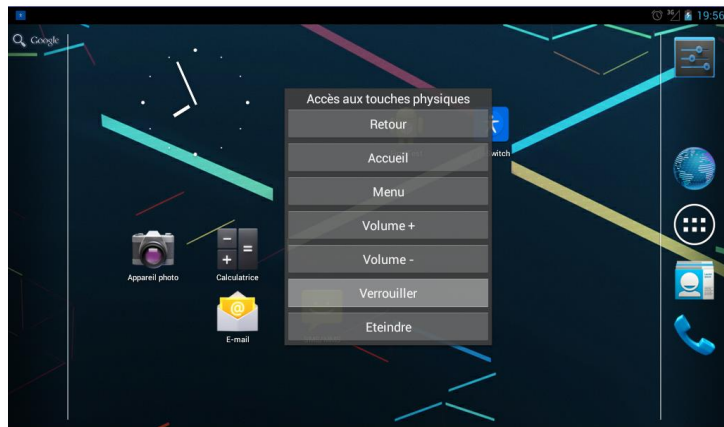 3G 19:56
Google
Accès aux touches physiques
Retour
Accueil
witch
Menu
Volume +
Volume -
Appareil photo
Calculatrice
Verrouiller
Eteindre
E-mail